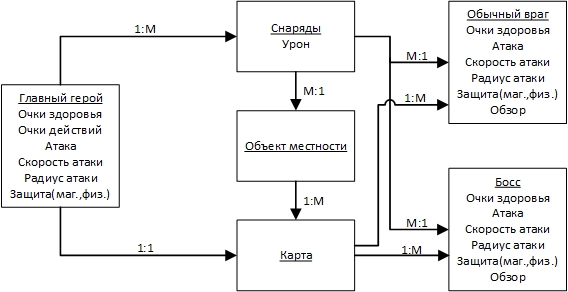 1:М
Снаряды
Урон
М:1
Обычный враг
Очки здоровья
Атака
Скорость атаки
Радиус атаки
Защита(маг.,физ.)
Обзор
М:1
1:М
Главный герой
Очки здоровья
Очки действий
Атака
Скорость атаки
Радиус атаки
Защита(маг.,физ.)
Объект местности
1:М
1:1
Карта
М:1
1:М
Босс
Очки здоровья
Атака
Скорость атаки
Радиус атаки
Защита(маг.,физ.)
Обзор